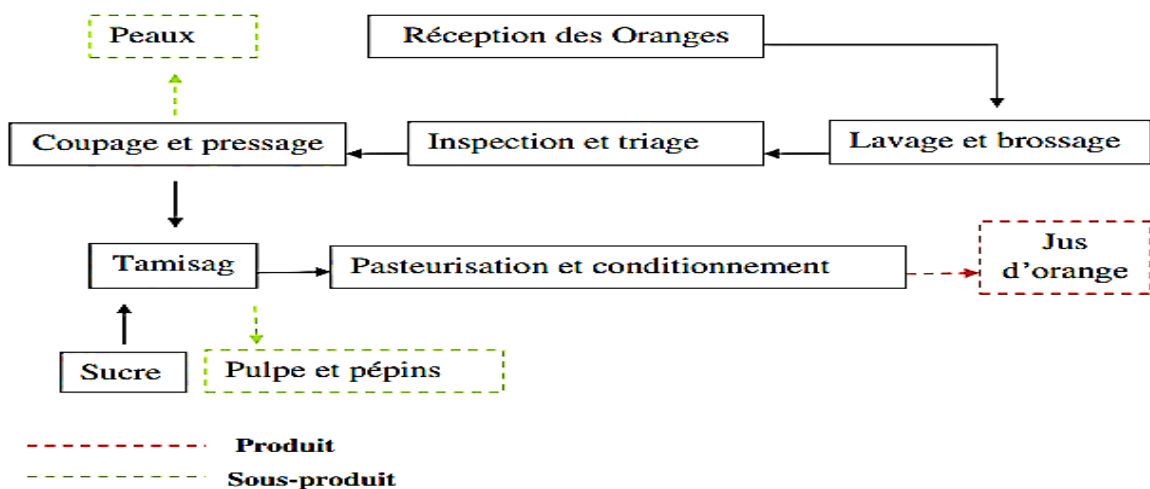 Peaux
Réception des Oranges
Coupage et pressage
Inspection et triage
Lavage et brossage
Tamisag
Pasteurisation et conditionnement
Jus
d'orange
Sucre
Pulpe et pépins
Produit
Sous-produit